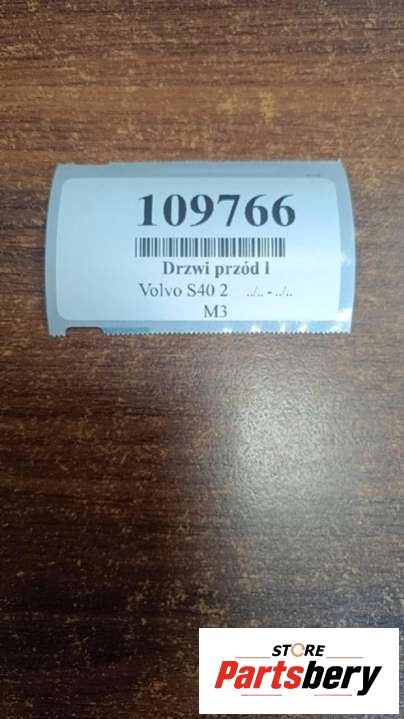 109766
Drzwi przód l
Volvo S40 2 ../.. - ../..
M3
STORE
Partsbery